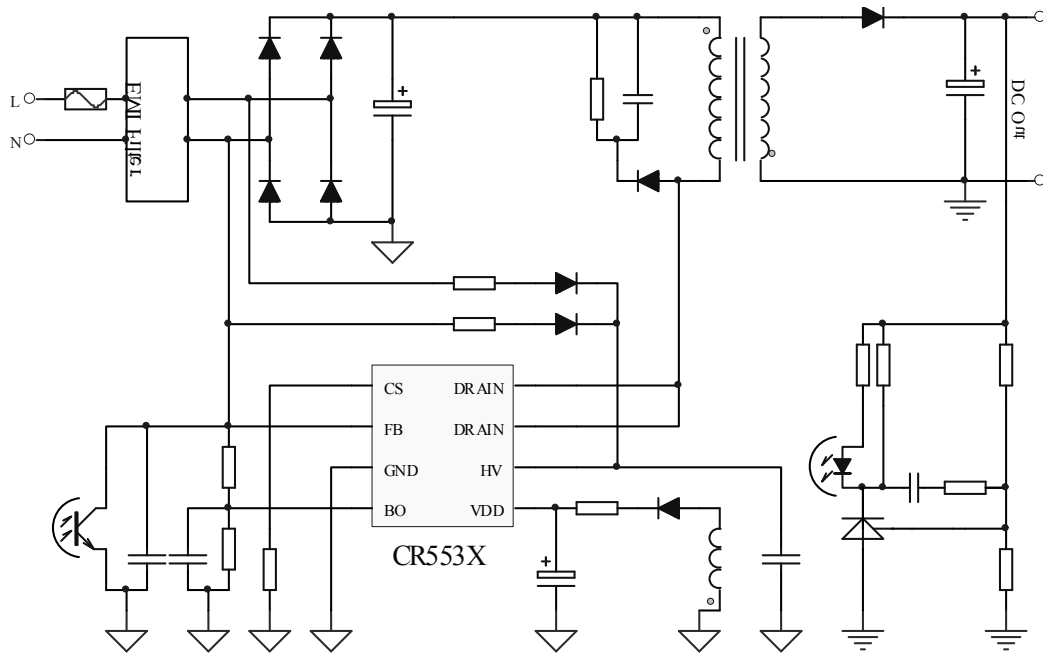 L
N
EMI Filter
DC Out
CS
DRAIN
FB
DRAIN
GND
HV
BO
VDD
CR553X